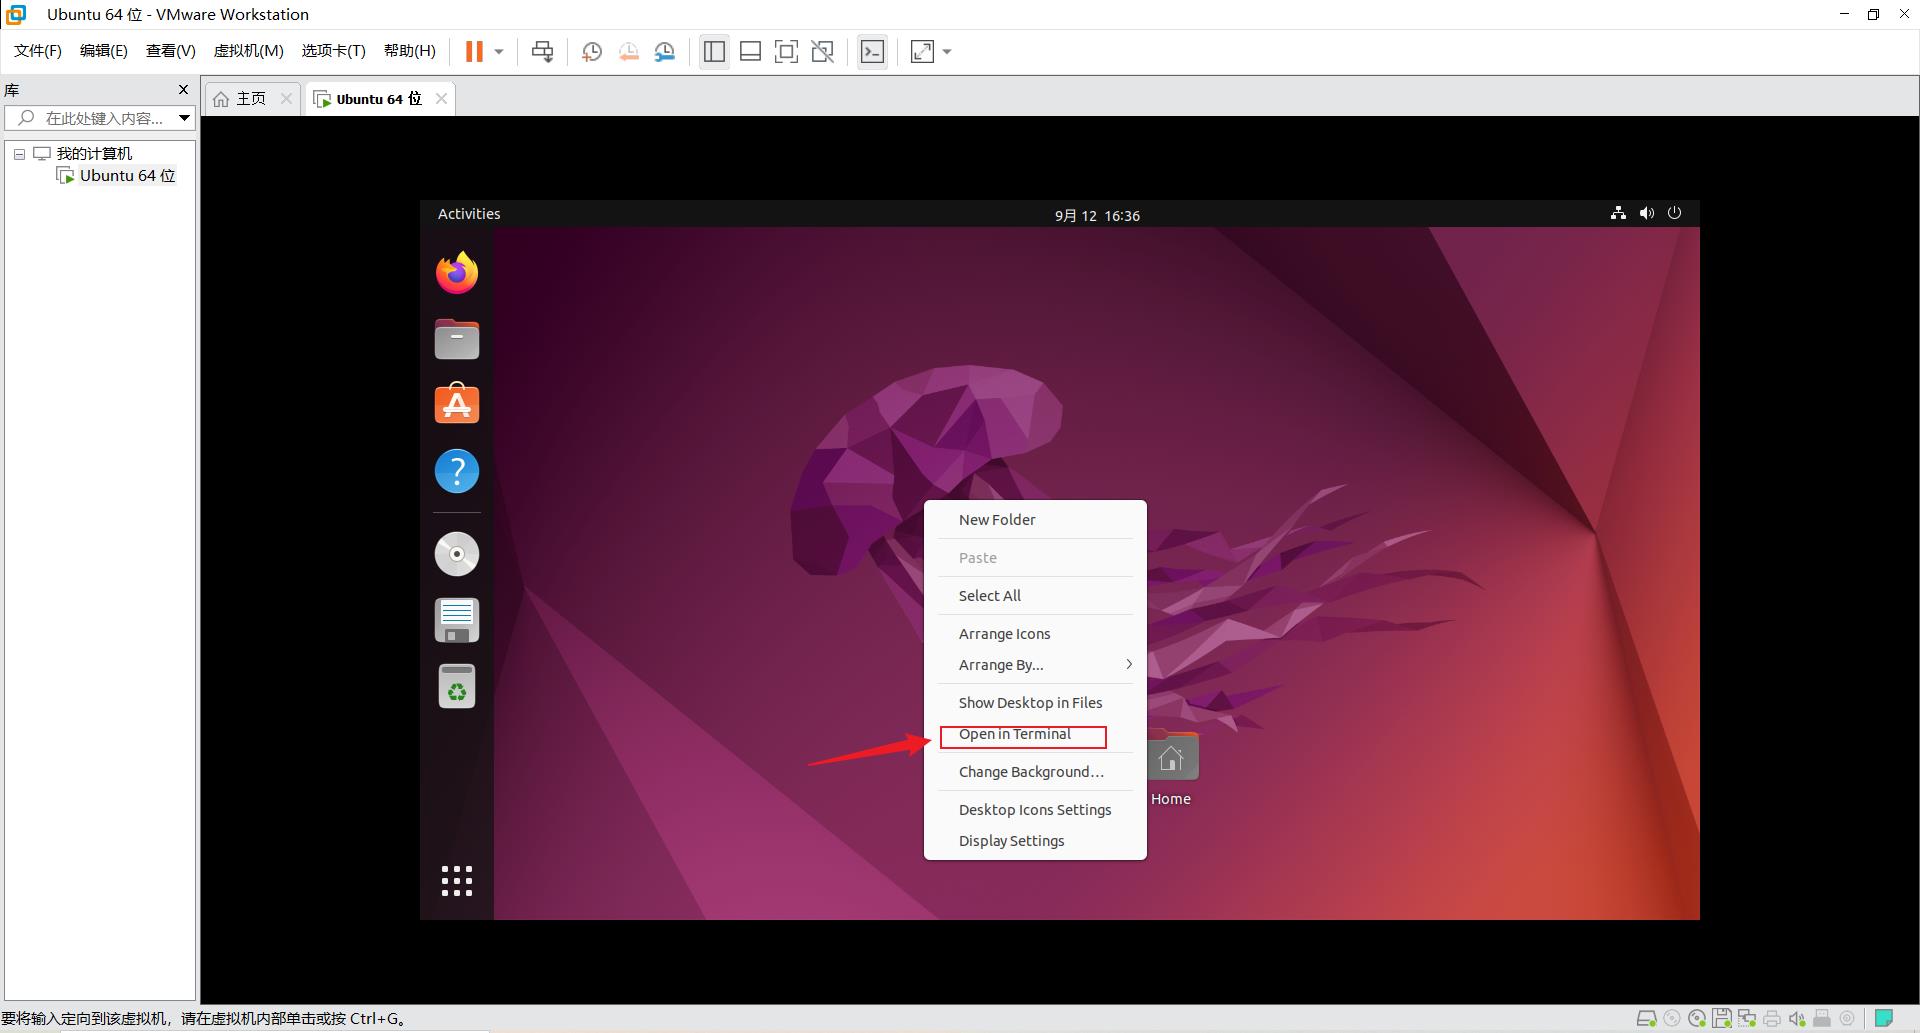 Ubuntu 64 位 - VMware Workstation
文件(F) 编辑(E) 查看(V) 虚拟机(M) 选项卡(T) 帮助(H)
库
在此处键入内容...
我的计算机
Ubuntu 64 位
主页
Ubuntu 64 位
Activities
9月 12 16:36
New Folder
Paste
Select All
Arrange Icons
Arrange By...
Show Desktop in Files
Open in Terminal
Change Background…
Desktop Icons Settings
Display Settings
Home
要将输入定向到该虚拟机，请在虚拟机内部单击或按 Ctrl+G。